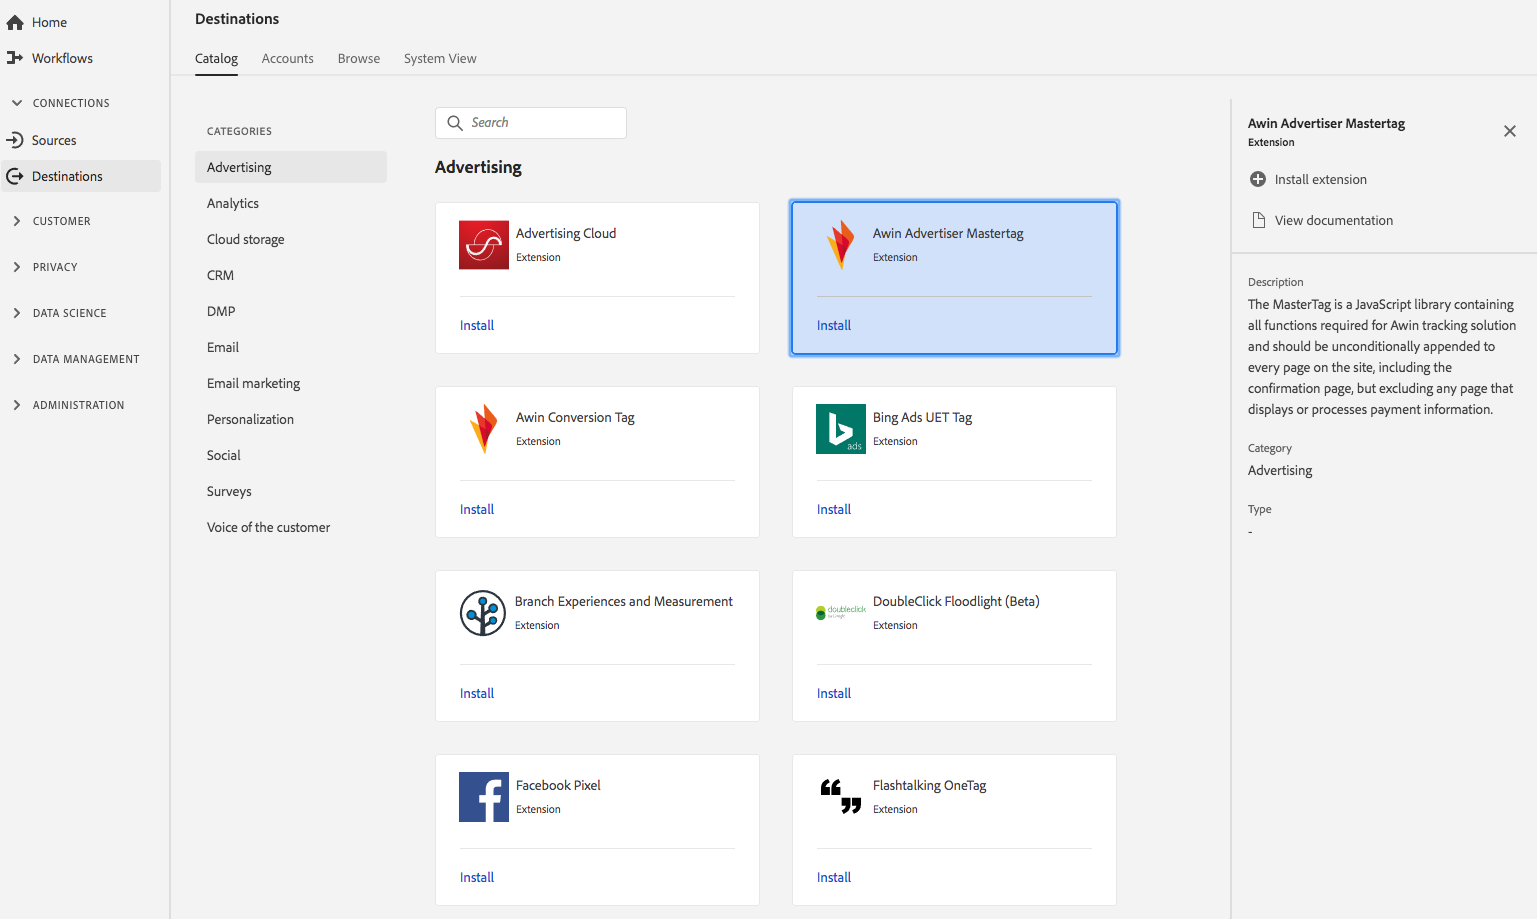 Home
Workflows
CONNECTIONS
Sources
Destinations
CUSTOMER
PRIVACY
DATA SCIENCE
DATA MANAGEMENT
ADMINISTRATION
Destinations
Catalog Accounts Browse System View
CATEGORIES
Advertising
Analytics
Cloud storage
CRM
DMP
Email
Email marketing
Personalization
Social
Surveys
Voice of the customer
Search
Advertising
Advertising Cloud
Extension
Install
Awin Advertiser Mastertag
Extension
Install
Awin Conversion Tag
Extension
Install
ads
Bing Ads UET Tag
Extension
Install
Branch Experiences and Measurement
Extension
Install
doubleclick
DoubleClick Floodlight (Beta)
Extension
Install
Facebook Pixel
Extension
Install
Flashtalking OneTag
Extension
Install
Awin Advertiser Mastertag
Extension
Install extension
View documentation
Description
The MasterTag is a JavaScript library containing
all functions required for Awin tracking solution
and should be unconditionally appended to
every page on the site, including the
confirmation page, but excluding any page that
displays or processes payment information.
Category
Advertising
Type
-